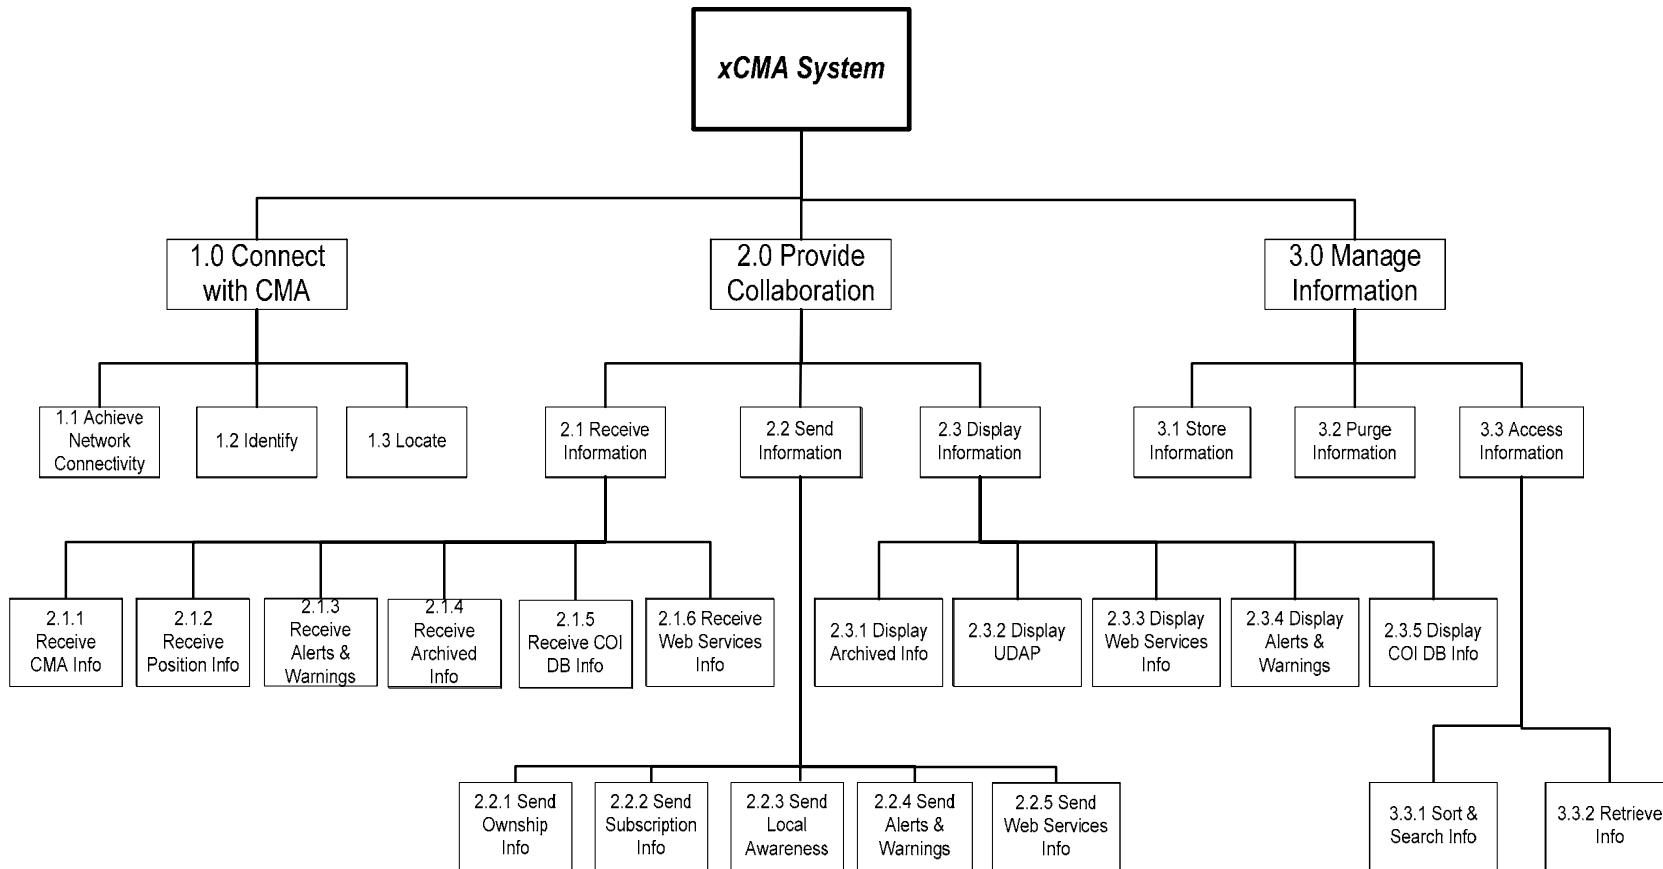 xCMA System
1.0 Connect
with CMA
2.0 Provide
Collaboration
3.0 Manage
Information
1.1 Achieve
Network
Connectivity
1.2 Identify
1.3 Locate
2.1 Receive
Information
2.2 Send
Information
2.3 Display
Information
3.1 Store
Information
3.2 Purge
Information
3.3 Access
Information
2.1.1
Receive
CMA Info
2.1.2
Receive
Position Info
2.1.3
Receive
Alerts &
Warnings
2.1.4
Receive
Archived
Info
2.1.5
Receive COI
DB Info
2.1.6 Receive
Web Services
Info
2.3.1 Display
Archived Info
2.3.2 Display
UDAP
2.3.3 Display
Web Services
Info
2.3.4 Display
Alerts &
Warnings
2.3.5 Display
COI DB Info
2.2.1 Send
Ownship
Info
2.2.2 Send
Subscription
Info
2.2.3 Send
Local
Awareness
2.2.4 Send
Alerts &
Warnings
2.2.5 Send
Web Services
Info
3.3.1 Sort &
Search Info
3.3.2 Retrieve
Info